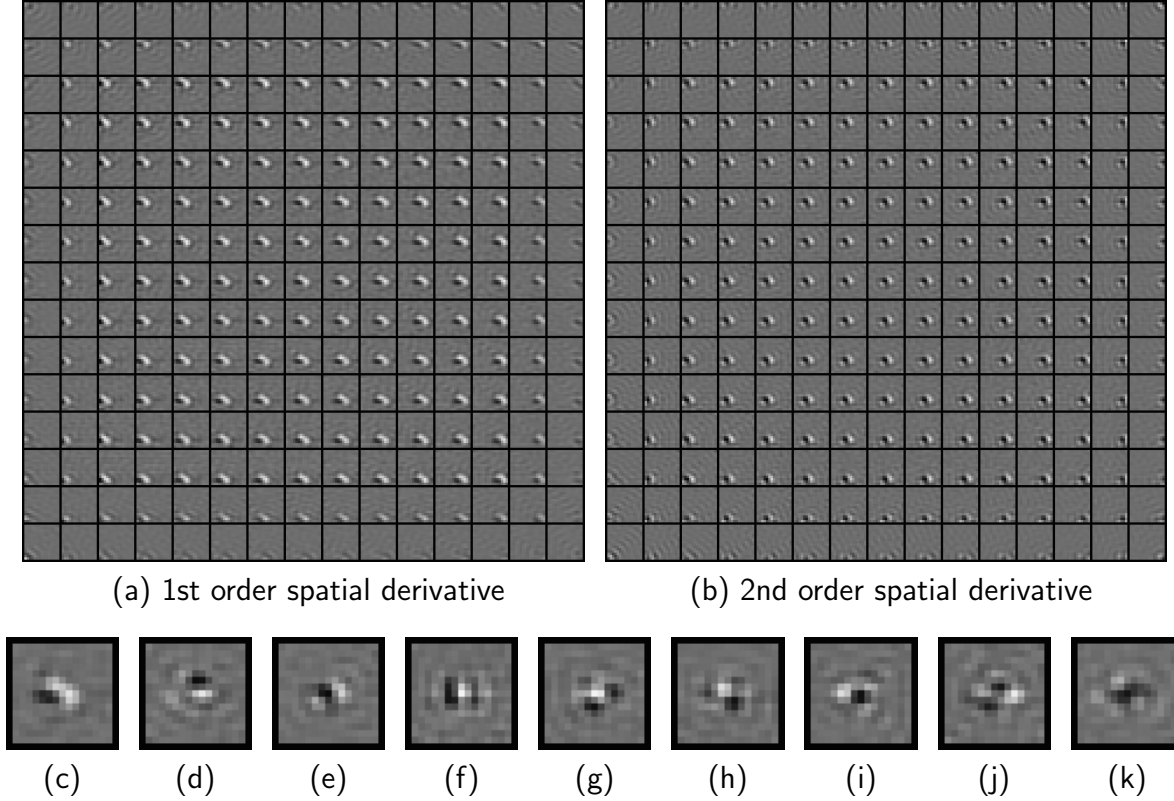 (a) 1st order spatial derivative
(b) 2nd order spatial derivative
(c) (d) (e) (f) (g) (h) (i) (j) (k)